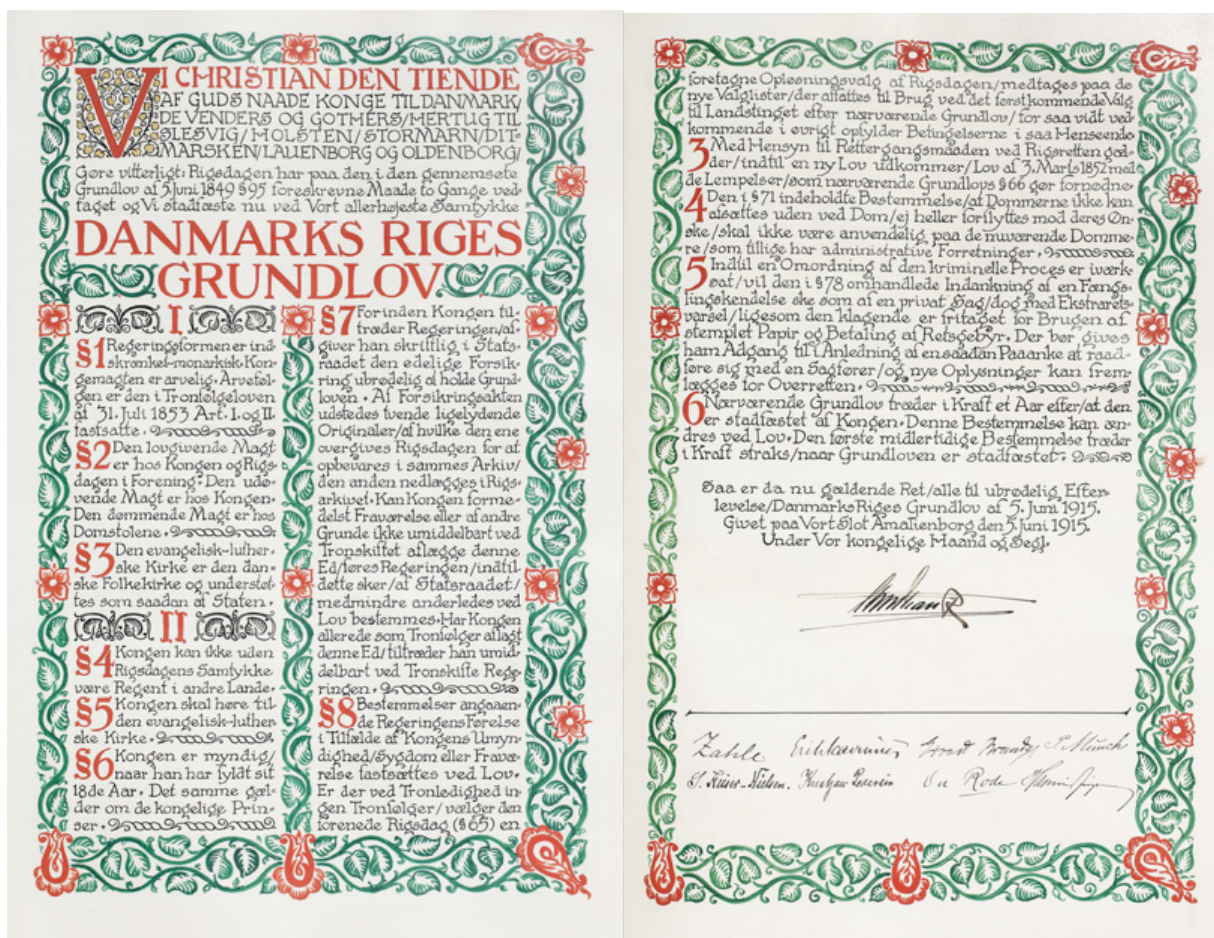 VI CHRISTIAN DEN TIENDE
AF GUDS NAADE KONGE TIL DANMARK/
DE VENDERS OG GOTHERS/HERTUG TIL
SLESVIG/HOLSTEN/STORMARN/DIT-
MARSKEN/LAUENBORG OG OLDENBORG/
Gøre vitterligt: Rigsdagen har paa den i den gennemsete
Grundlov af 5. Juni 1849 § 95 foreskrevne Maade to Gange ved-
taget og Vi stadfæste nu ved Vort allerhøjeste Samtykke
DANMARKS RIGES
GRUNDLOV
I
§1 Regeringsformen er ind-
skrænket-monarkisk. Kon-
gemagten er arvelig. Arveføl-
gen er den i Tronfølgeloven
af 31. Juli 1853 Art. I. og II.
fastsatte.
§2 Den lovgivende Magt
er hos Kongen og Rigs-
dagen i Forening. Den udø-
vende Magt er hos Kongen.
Den dømmende Magt er hos
Domstolene.
§3 Den evangelisk-luther-
ske Kirke er den dan-
ske Folkekirke og understøt-
tes som saadan af Staten.
II
§4 Kongen kan ikke uden
Rigsdagens Samtykke
være Regent i andre Lande.
§5 Kongen skal høre til
den evangelisk-luther-
ske Kirke.
§6 Kongen er myndig/
naar han har fyldt sit
18de Aar. Det samme gæl-
der om de kongelige Prin-
ser.
§7 Forinden Kongen til-
træder Regeringen/af-
giver han skriftlig i Stats-
raadet den edelige Forsik-
ring ubrødelig at holde Grund-
loven. Af Forsikringsakten
udstedes tvende ligelydende
Originaler/af hvilke den ene
overgives Rigsdagen for at
opbevares i sammes Arkiv/
den anden nedlægges i Rigs-
arkivet. Kan Kongen forme-
delst Fraværelse eller af andre
Grunde ikke umiddelbart ved
Tronskiftet aflægge denne
Ed/føres Regeringen/indtil
dette sker/af Statsraadet/
medmindre anderledes ved
Lov bestemmes. Har Kongen
allerede som Tronfølger aflagt
denne Ed/tiltræder han umid-
delbart ved Tronskifte Rege-
ringen.
§8 Bestemmelser angaaen-
de Regeringens Førelse
i Tilfælde af Kongens Umyn-
dighed/Sygdom eller Fravæ-
relse fastsættes ved Lov.
Er der ved Tronledighed in-
gen Tronfølger/vælger den
forenede Rigsdag (§ 65) en
foretagne Opløsningsvalg af Rigsdagen/medtages paa de
nye Valglister/der affattes til Brug ved det førstkommende Valg
til Landstinget efter nærværende Grundlov/for saa vidt ved-
kommende i øvrigt opfylder Betingelserne i saa Henseende
3 Med Hensyn til Rettergangsmaaden ved Rigsretten gæl-
der/indtil en ny Lov udkommer/Lov af 3. Marts 1852 med
de Lempelser/som nærværende Grundlovs § 66 gør fornødne.
4 Den i § 71 indeholdte Bestemmelse/at Dommerne ikke kan
afsættes uden ved Dom/ej heller forflyttes mod deres Øn-
ske/skal ikke være anvendelig paa de nuværende Domme-
re/som tillige har administrative Forretninger.
5 Indtil en Omordning af den kriminelle Proces er iværk-
sat/vil den i § 78 omhandlede Indankning af en Fængs-
lingskendelse ske som af en privat Sag/dog med Ekstrarets-
varsel/ligesom den klagende er fritaget for Brugen af
stemplet Papir og Betaling af Retsgebyr. Der bør gives
ham Adgang til i Anledning af en saadan Paaanke at raad-
føre sig med en Sagfører/og nye Oplysninger kan frem-
lægges for Overretten.
6 Nærværende Grundlov træder i Kraft et Aar efter/at den
er stadfæstet af Kongen. Denne Bestemmelse kan æn-
dres ved Lov. Den første midlertidige Bestemmelse træder
i Kraft straks/naar Grundloven er stadfæstet.
Saa er da nu gældende Ret/alle til ubrødelig Efter-
levelse/Danmarks Riges Grundlov af 5. Juni 1915.
Givet paa Vort Slot Amalienborg den 5. Juni 1915.
Under Vor kongelige Haand og Segl.
Christian R
Zahle Erik Scavenius Edvard Brandes P. Munch
S. Keiser-Nielsen. Kristjan Pedersen Ove Rode